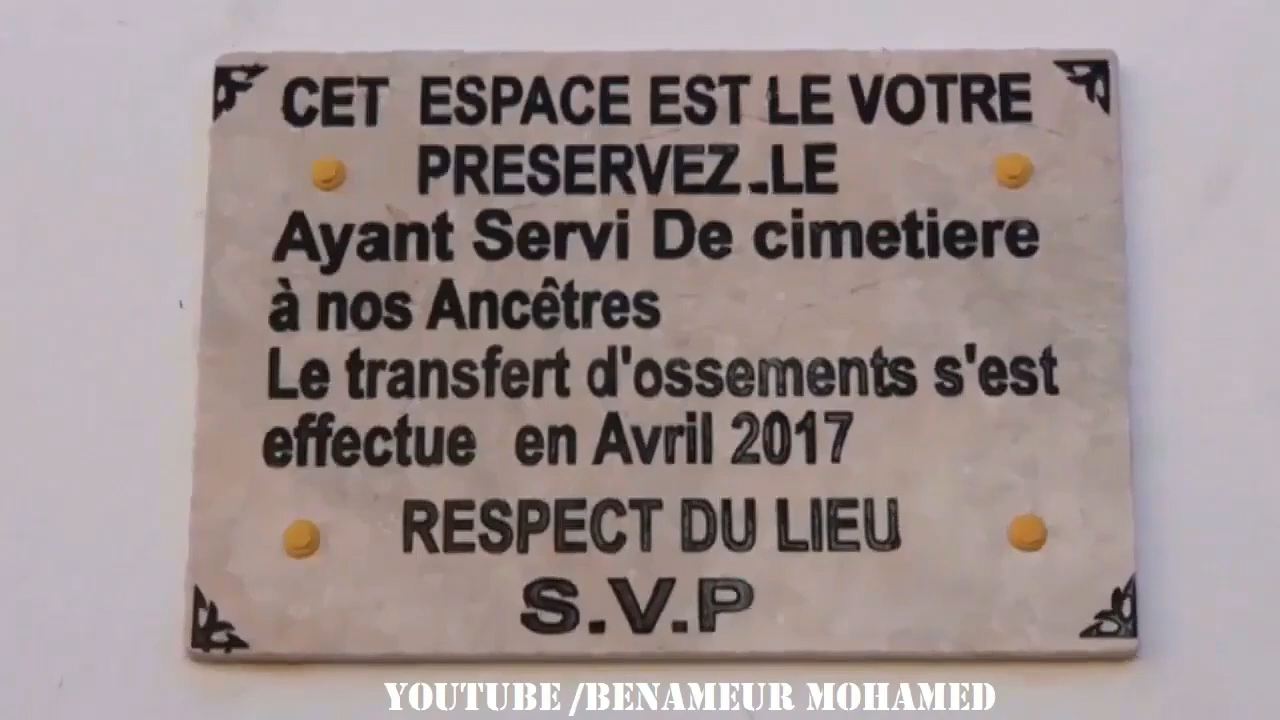 CET ESPACE EST LE VOTRE
PRESERVEZ-LE
Ayant Servi De cimetiere
à nos Ancêtres
Le transfert d'ossements s'est
effectue en Avril 2017
RESPECT DU LIEU
S.V.P
YOUTUBE /BENAMEUR MOHAMED